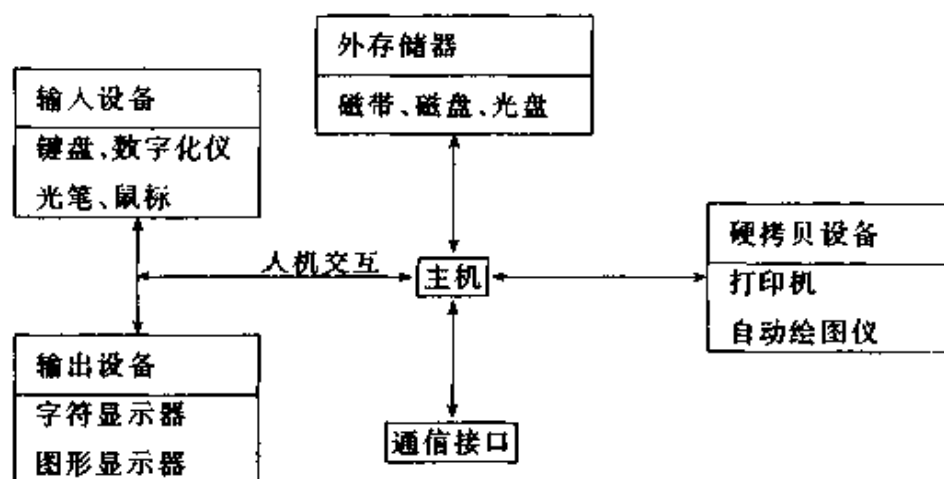 外存储器
磁带、磁盘、光盘
输入设备
键盘、数字化仪
光笔、鼠标
人机交互
主机
硬拷贝设备
打印机
自动绘图仪
输出设备
字符显示器
图形显示器
通信接口